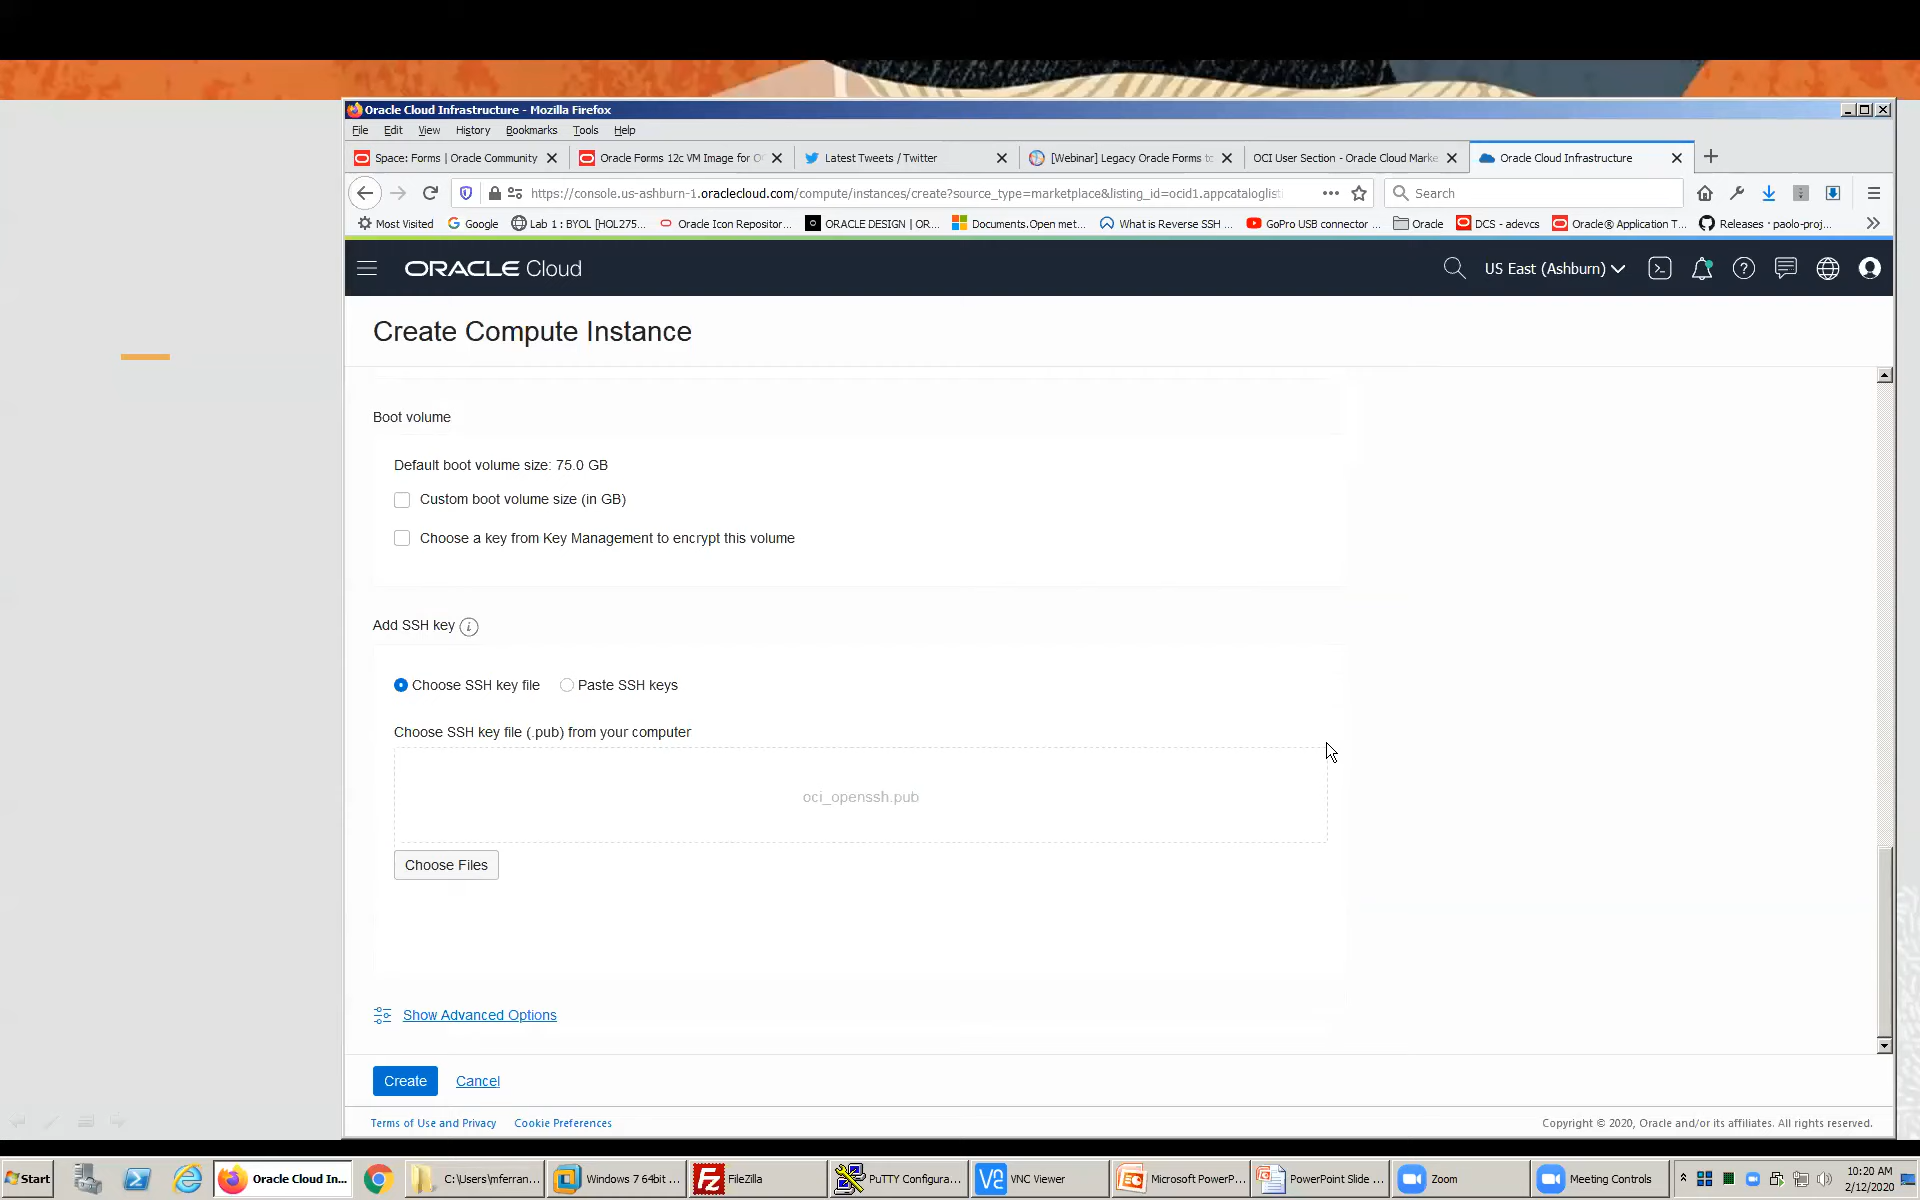 Oracle Cloud Infrastructure - Mozilla Firefox
File Edit View History Bookmarks Tools Help
Space: Forms | Oracle Community
Oracle Forms 12c VM Image for O
Latest Tweets / Twitter
[Webinar] Legacy Oracle Forms to
OCI User Section - Oracle Cloud Marke
Oracle Cloud Infrastructure
https://console.us-ashburn-1.oraclecloud.com/compute/instances/create?source_type=marketplace&listing_id=ocid1.appcataloglisti
Search
Most Visited
Google
Lab 1 : BYOL [HOL275...
Oracle Icon Repositor...
ORACLE DESIGN | OR...
Documents.Open met...
What is Reverse SSH ...
GoPro USB connector ...
Oracle
DCS - adevcs
Oracle® Application T...
Releases · paolo-proj...
ORACLE Cloud
US East (Ashburn)
Create Compute Instance
Boot volume
Default boot volume size: 75.0 GB
Custom boot volume size (in GB)
Choose a key from Key Management to encrypt this volume
Add SSH key i
Choose SSH key file Paste SSH keys
Choose SSH key file (.pub) from your computer
oci_openssh.pub
Choose Files
Show Advanced Options
Create Cancel
Terms of Use and Privacy Cookie Preferences
Copyright © 2020, Oracle and/or its affiliates. All rights reserved.
Start
Oracle Cloud In...
C:\Users\mferran...
Windows 7 64bit ...
FileZilla
PuTTY Configura...
VNC Viewer
Microsoft PowerP...
PowerPoint Slide ...
Zoom
Meeting Controls
10:20 AM
2/12/2020